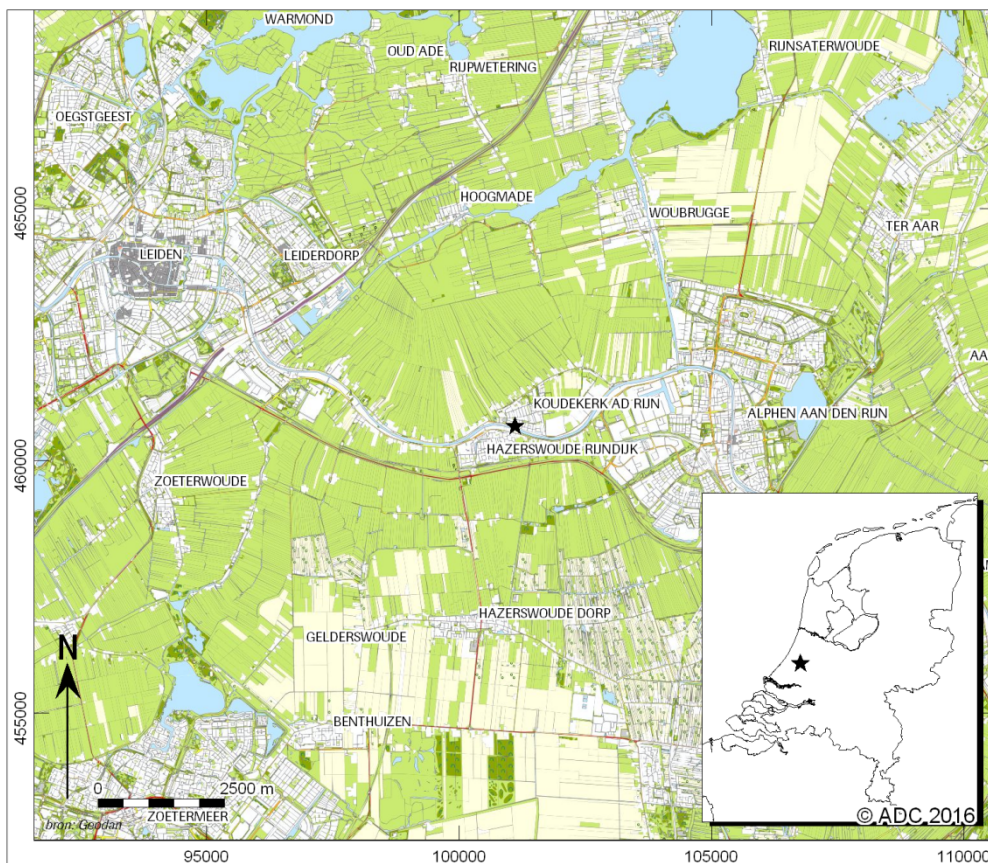 WARMOND
OUD ADE
RIJPWETERING
RIJNSATERWOUDE
OEGSTGEEST
HOOGMADE
WOUBRUGGE
TER AAR
LEIDEN
LEIDERDORP
465000
AA
KOUDEKERK AD RIJN
ALPHEN AAN DEN RIJN
HAZERSWOUDE RIJNDIJK
460000
ZOETERWOUDE
HAZERSWOUDE DORP
GELDERSWOUDE
N
BENTHUIZEN
455000
0 2500 m
ZOETERMEER
bron: Geodan
© ADC 2016
95000 100000 105000 110000